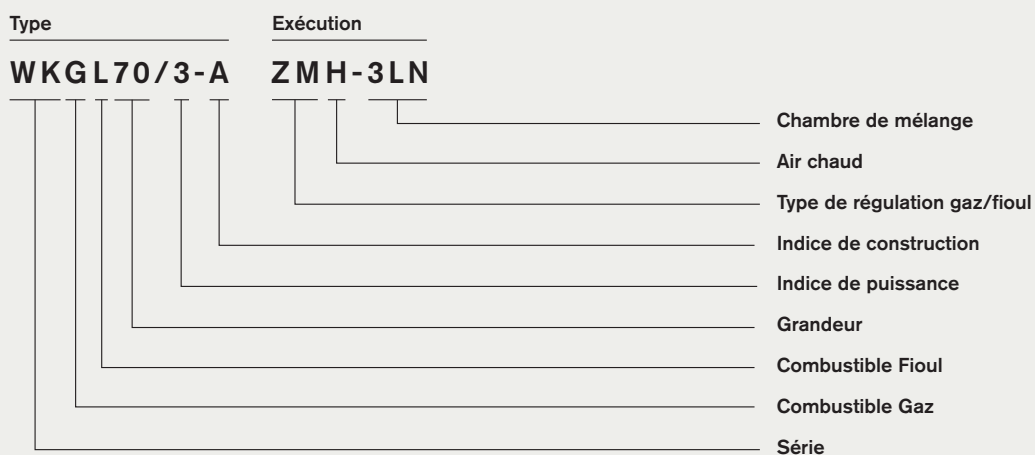 Type Exécution
WKGL70/3-A ZMH-3LN
Chambre de mélange
Air chaud
Type de régulation gaz/fioul
Indice de construction
Indice de puissance
Grandeur
Combustible Fioul
Combustible Gaz
Série